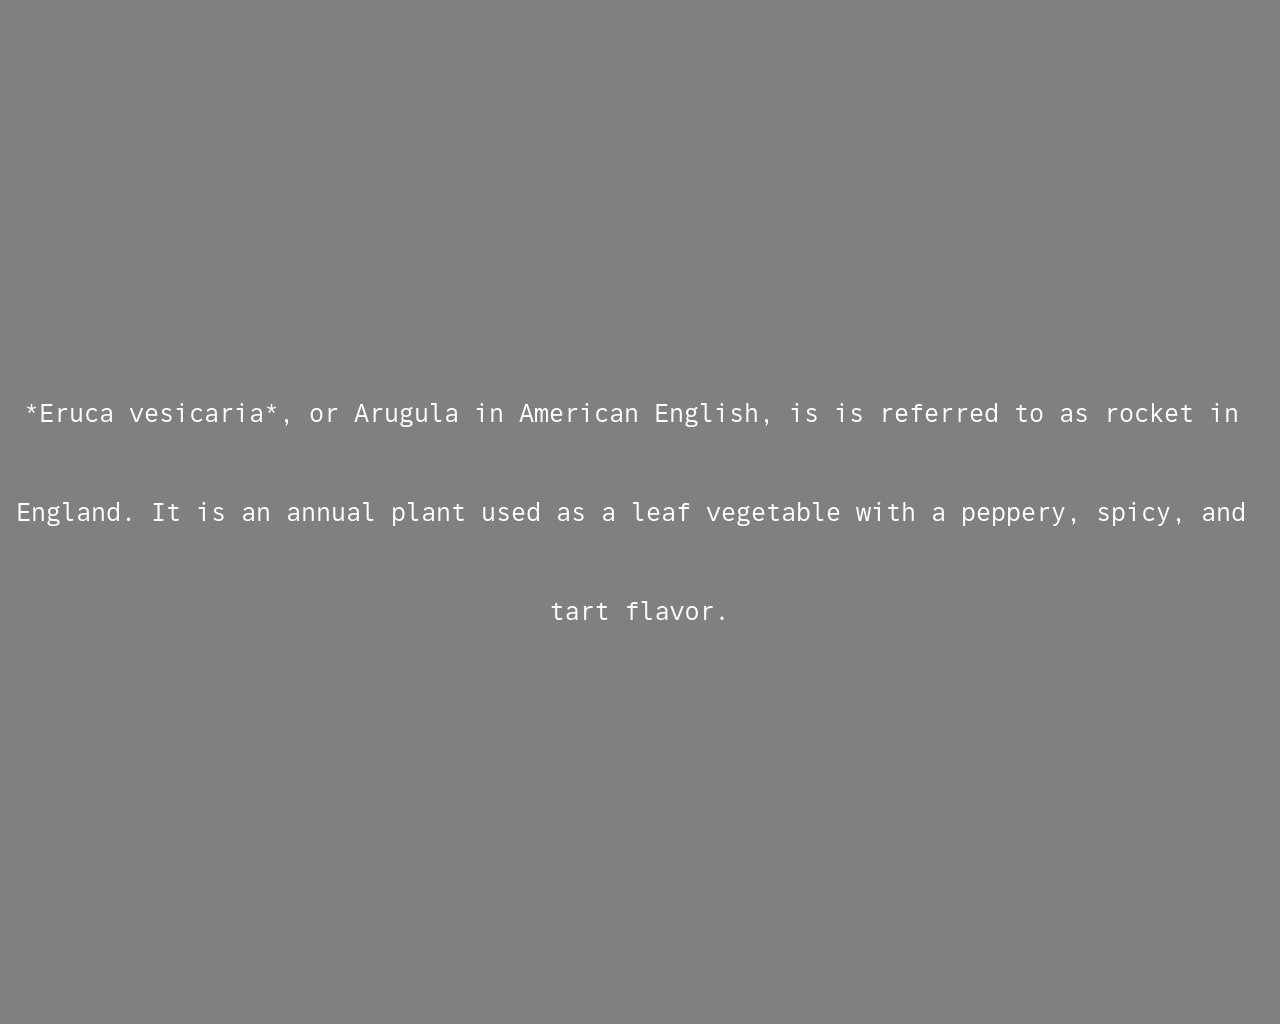 *Eruca vesicaria*, or Arugula in American English, is is referred to as rocket in
England. It is an annual plant used as a leaf vegetable with a peppery, spicy, and
tart flavor.